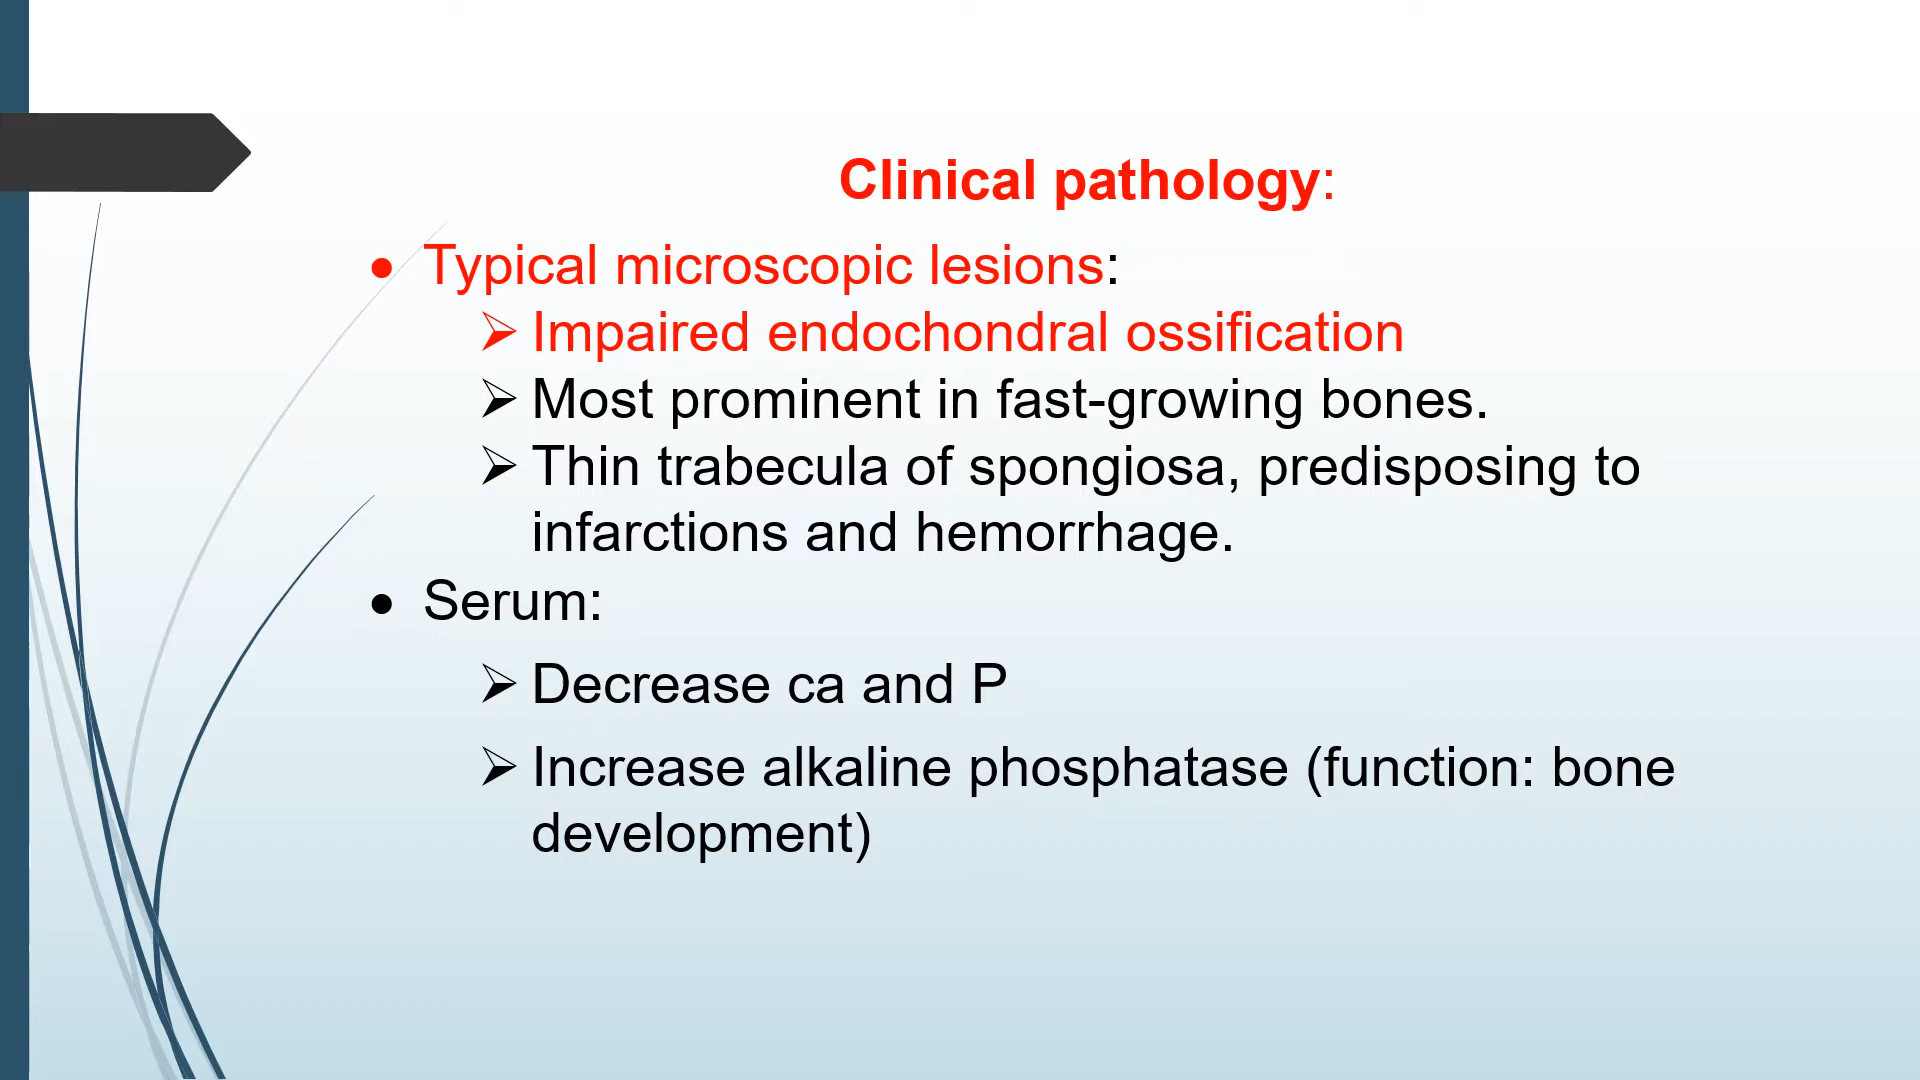 Clinical pathology:
• Typical microscopic lesions:
➢ Impaired endochondral ossification
➢ Most prominent in fast-growing bones.
➢ Thin trabecula of spongiosa, predisposing to
infarctions and hemorrhage.
• Serum:
➢ Decrease ca and P
➢ Increase alkaline phosphatase (function: bone
development)